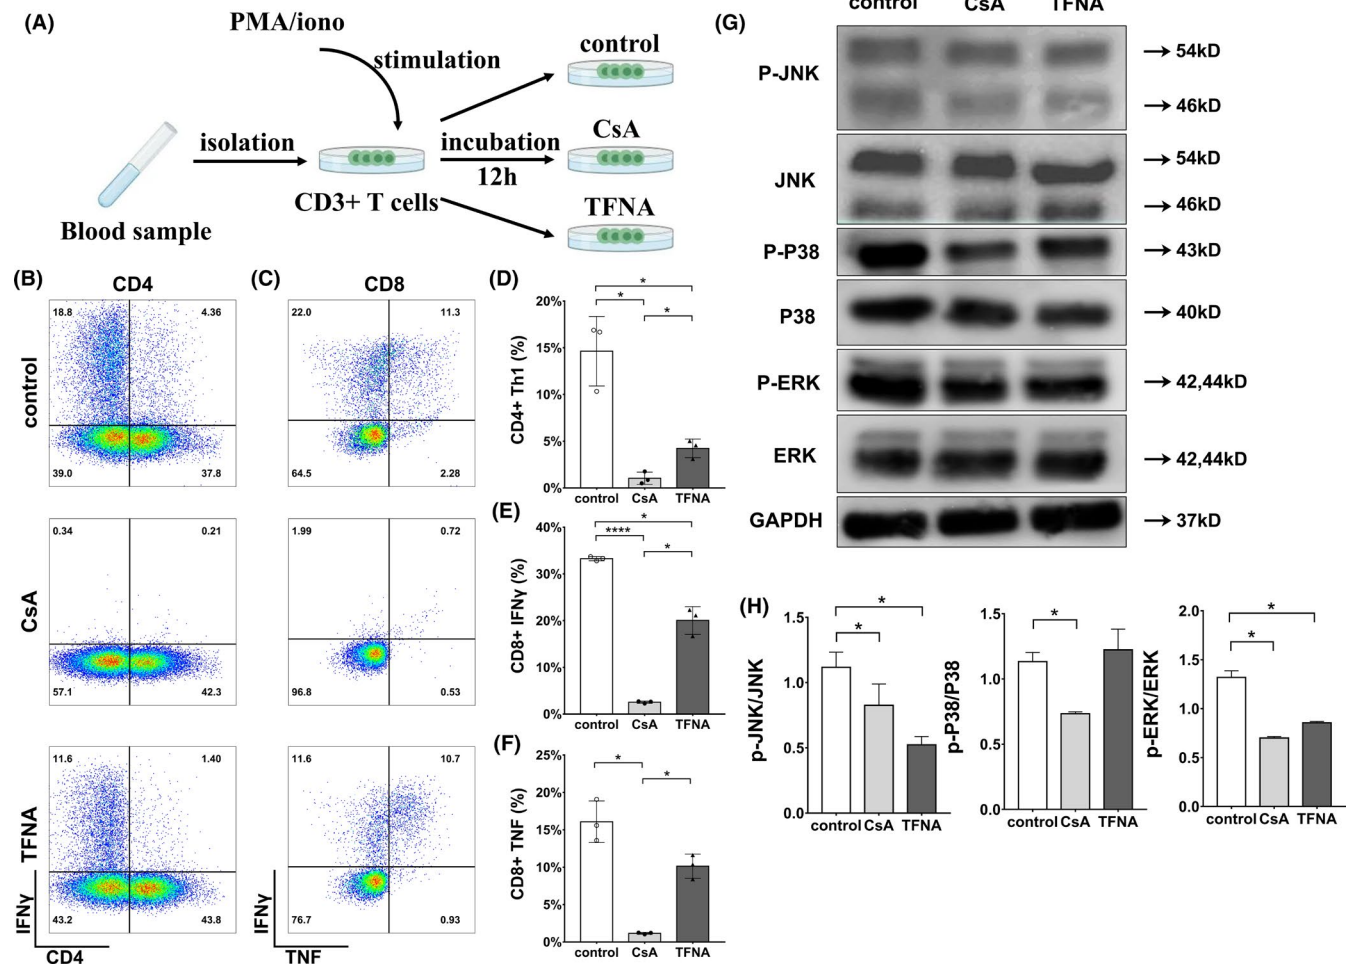 (A)
PMA/iono
stimulation
control
isolation
incubation
12h
CsA
CD3+ T cells
TFNA
Blood sample
(B)
CD4
control
18.8
4.36
39.0
37.8
CsA
0.34
0.21
57.1
42.3
TFNA
11.6
1.40
43.2
43.8
IFNγ
CD4
(C)
CD8
22.0
11.3
64.5
2.28
1.99
0.72
96.8
0.53
11.6
10.7
76.7
0.93
IFNγ
TNF
(D)
CD4+ Th1 (%)
20%
15%
10%
5%
0%
*
*
*
control CsA TFNA
(E)
CD8+ IFNγ (%)
40%
30%
20%
10%
0%
*
****
*
control CsA TFNA
(F)
CD8+ TNF (%)
25%
20%
15%
10%
5%
0%
*
*
control CsA TFNA
(G)
control CsA TFNA
P-JNK
→54kD
→46kD
JNK
→54kD
→46kD
P-P38
→43kD
P38
→40kD
P-ERK
→42,44kD
ERK
→42,44kD
GAPDH
→37kD
(H)
p-JNK/JNK
1.5
1.0
0.5
0.0
*
*
control CsA TFNA
p-P38/P38
1.5
1.0
0.5
0.0
*
control CsA TFNA
p-ERK/ERK
2.0
1.5
1.0
0.5
0.0
*
*
control CsA TFNA